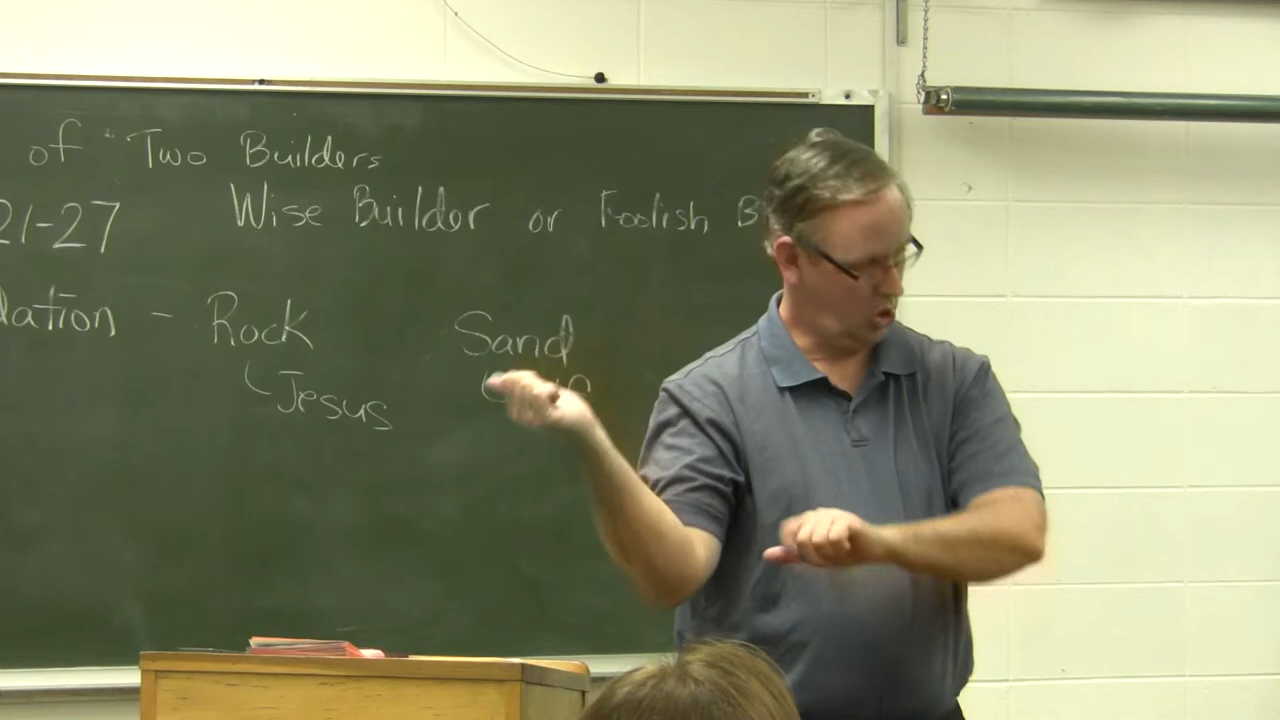 of Two Builders
21-27 Wise Builder or Foolish B
dation - Rock Sand
Jesus